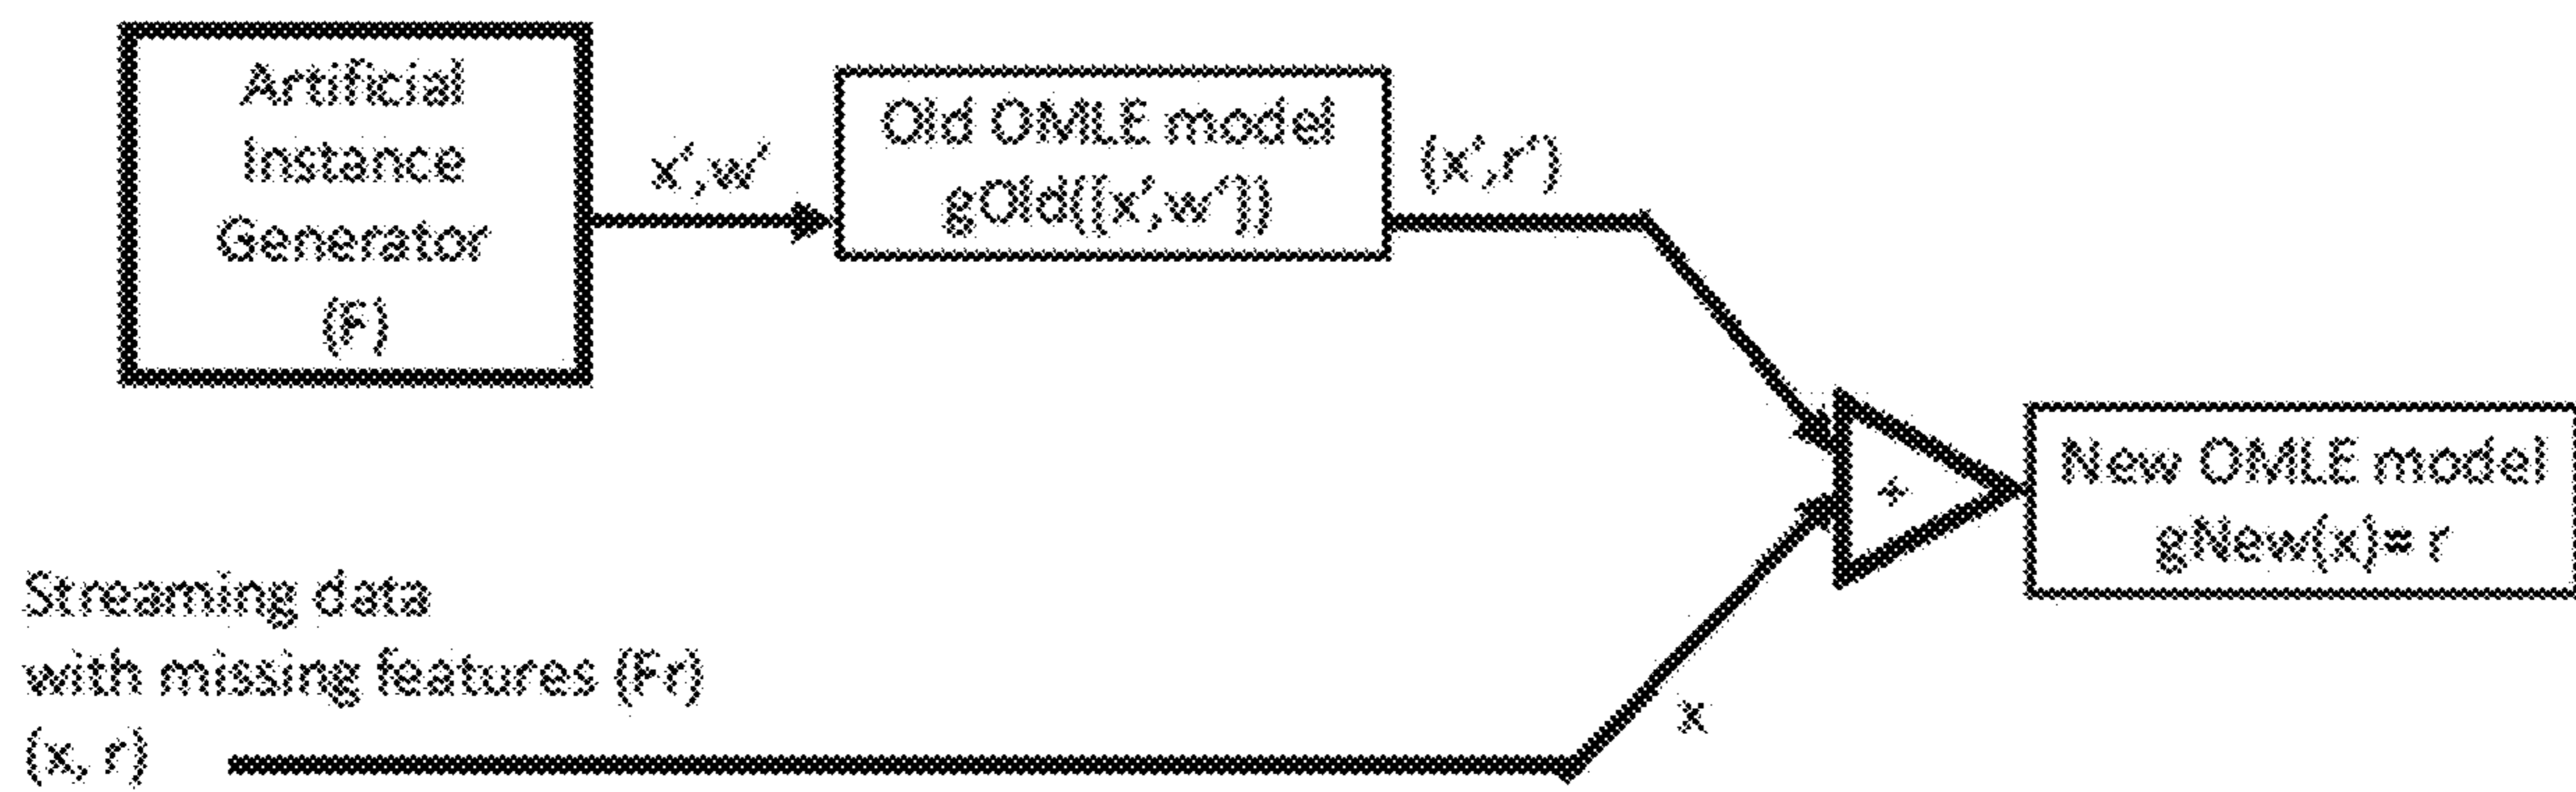 Artificial
Instance
Generator
(F)
x',w'
Old OMLE model
gOld([x',w'])
(x',r')
+
New OMLE model
gNew(x)= r
Streaming data
with missing features (Fr)
(x, r)
x